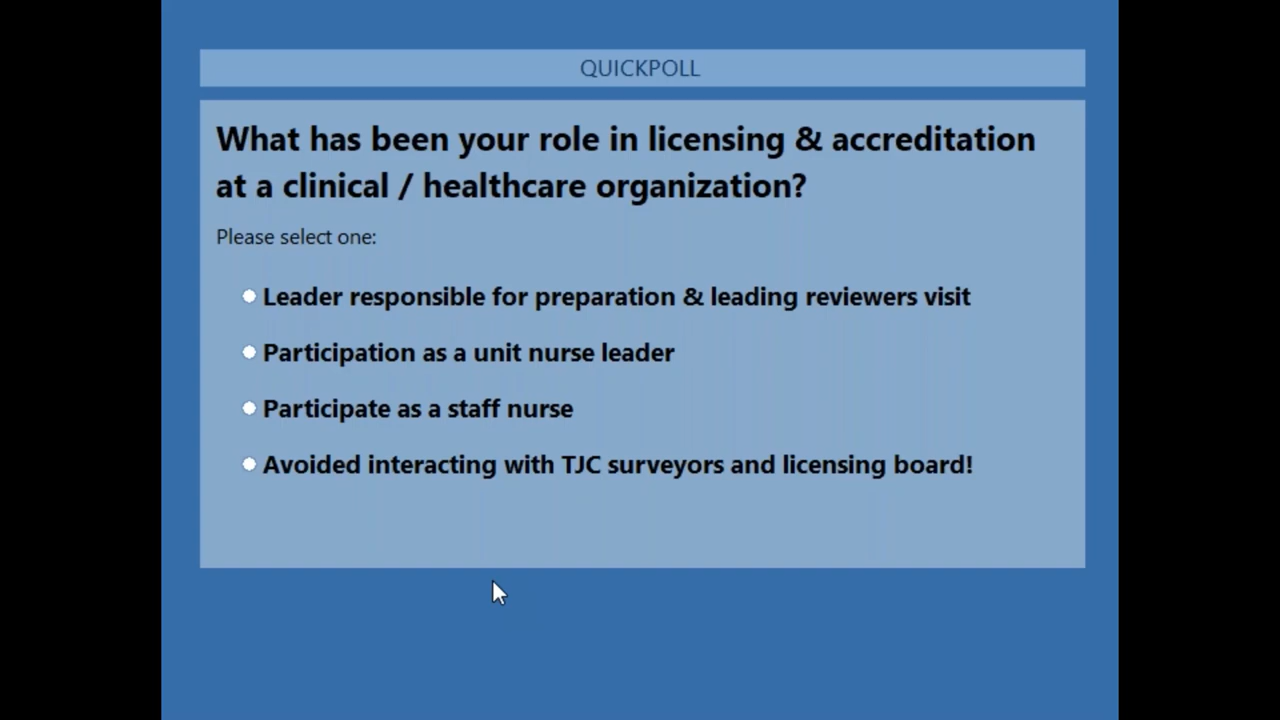 QUICKPOLL
What has been your role in licensing & accreditation
at a clinical / healthcare organization?
Please select one:
Leader responsible for preparation & leading reviewers visit
Participation as a unit nurse leader
Participate as a staff nurse
Avoided interacting with TJC surveyors and licensing board!